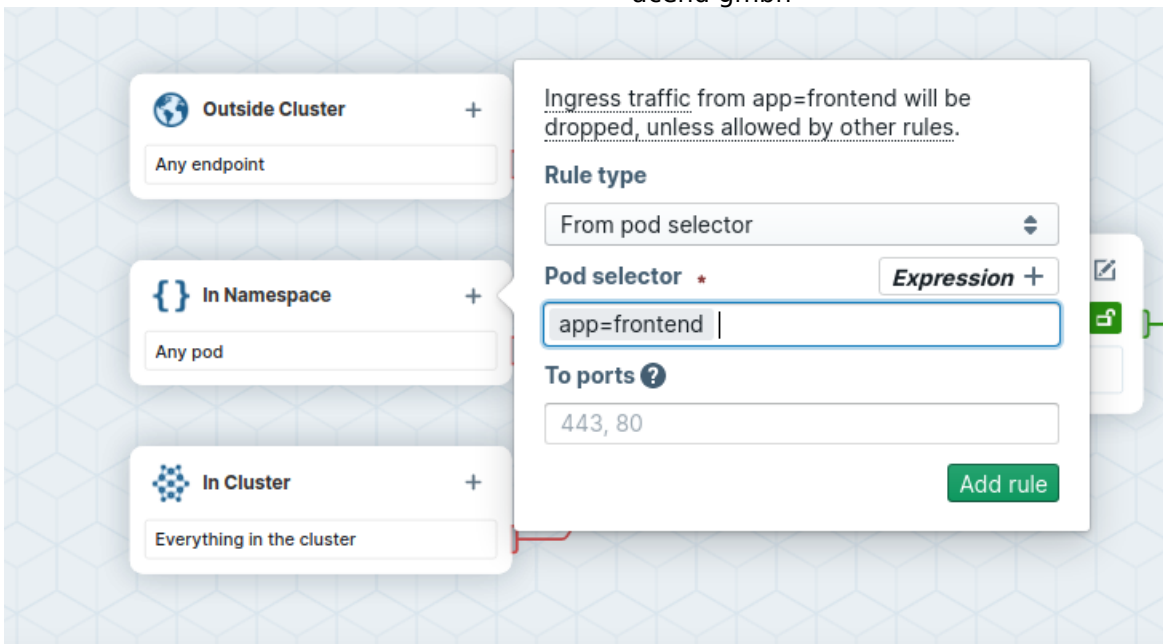 acend gmbh
Outside Cluster
Any endpoint
In Namespace
Any pod
In Cluster
Everything in the cluster
Ingress traffic from app=frontend will be
dropped, unless allowed by other rules.
Rule type
From pod selector
Pod selector *
Expression +
app=frontend
To ports ?
443, 80
Add rule